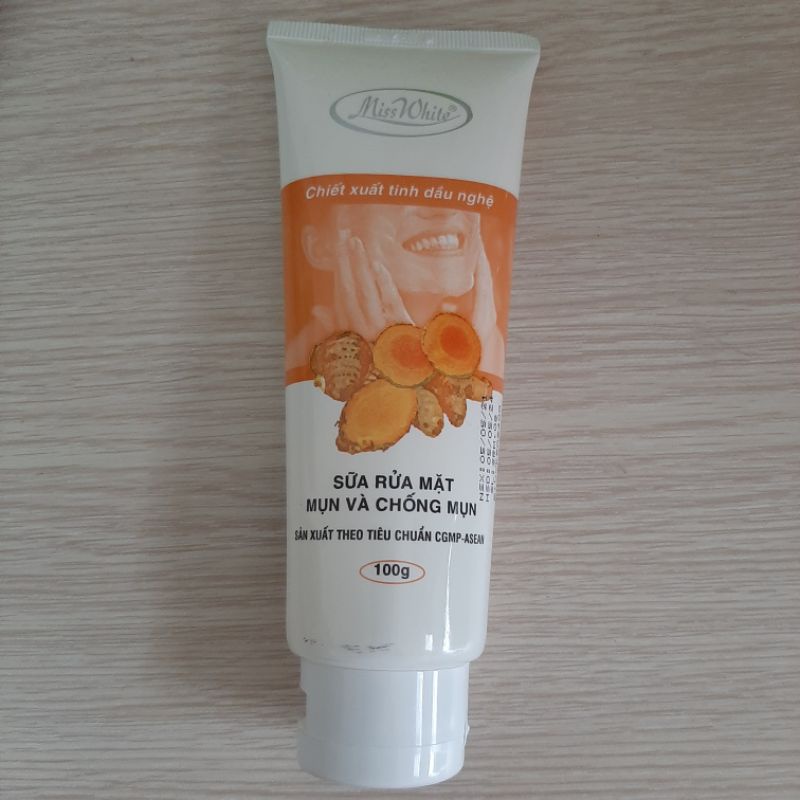 Miss White®
Chiết xuất tinh dầu nghệ
SỮA RỬA MẶT
MỤN VÀ CHỐNG MỤN
SẢN XUẤT THEO TIÊU CHUẨN CGMP-ASEAN
100g